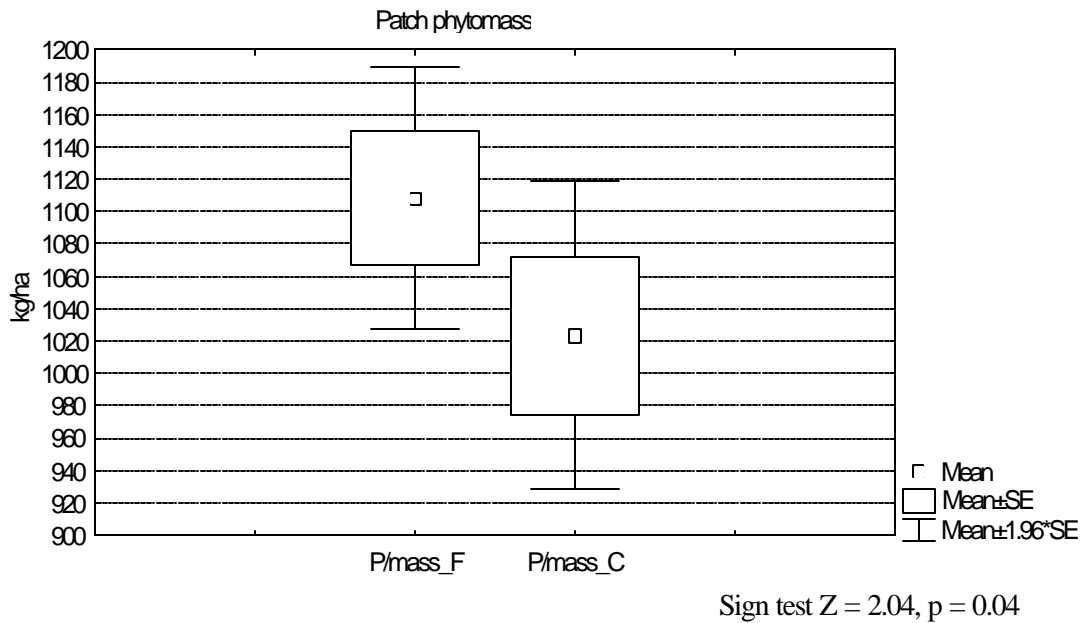 Patch phytomass
1200
1180
1160
1140
1120
1100
1080
1060
1040
1020
1000
980
960
940
920
900
kg/ha
P/mass_F P/mass_C
Mean
Mean±SE
Mean±1.96*SE
Sign test Z = 2.04, p = 0.04